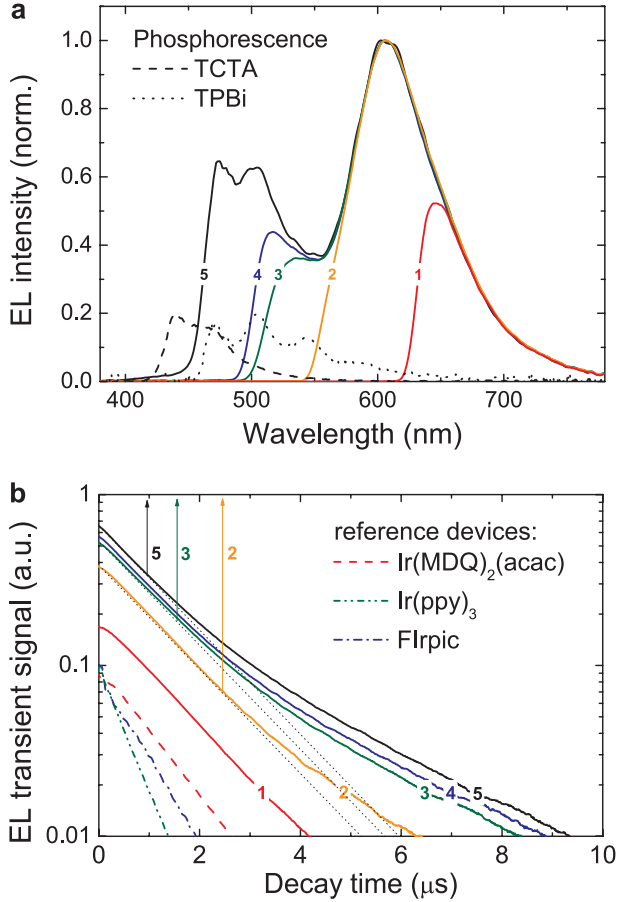 a
Phosphorescence
TCTA
TPBi
EL intensity (norm.)
1.0
0.8
0.6
0.4
0.2
0.0
5
4
3
2
1
400
500
600
700
Wavelength (nm)
b
reference devices:
Ir(MDQ)2(acac)
Ir(ppy)3
FIrpic
EL transient signal (a.u.)
1
0.1
0.01
5
3
2
1
2
3
4
5
0
2
4
6
8
10
Decay time (μs)